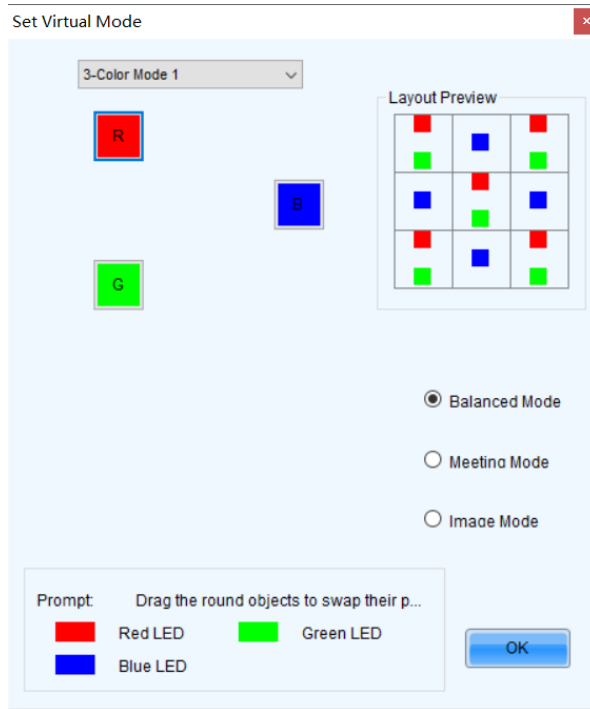 Set Virtual Mode
3-Color Mode 1
Layout Preview
R
B
G
Balanced Mode
Meeting Mode
Image Mode
Prompt: Drag the round objects to swap their p...
Red LED Green LED
Blue LED
OK